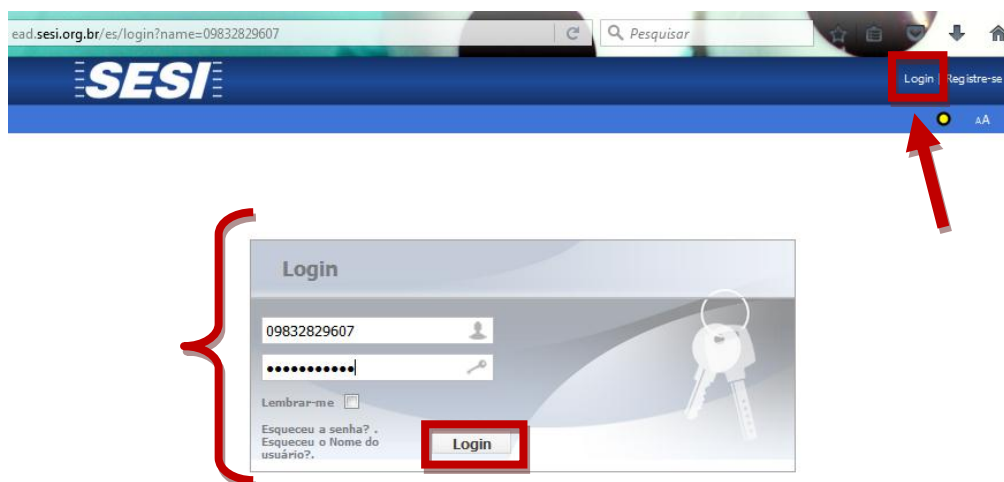 ead.sesi.org.br/es/login?name=09832829607
Pesquisar
SESI
Login | Registre-se
AA
Login
09832829607
•••••••••••
Lembrar-me
Esqueceu a senha? .
Esqueceu o Nome do
usuário?.
Login